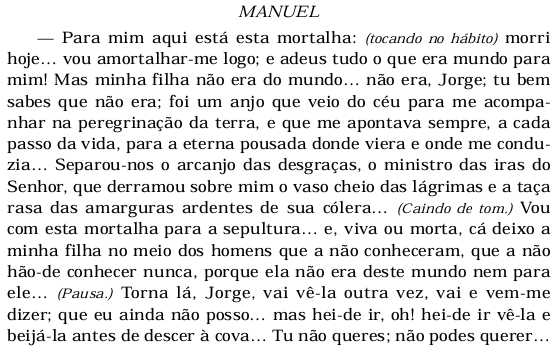 MANUEL
— Para mim aqui está esta mortalha: (tocando no hábito) morri
hoje... vou amortalhar-me logo; e adeus tudo o que era mundo para
mim! Mas minha filha não era do mundo... não era, Jorge; tu bem
sabes que não era; foi um anjo que veio do céu para me acompa-
nhar na peregrinação da terra, e que me apontava sempre, a cada
passo da vida, para a eterna pousada donde viera e onde me condu-
zia... Separou-nos o arcanjo das desgraças, o ministro das iras do
Senhor, que derramou sobre mim o vaso cheio das lágrimas e a taça
rasa das amarguras ardentes de sua cólera... (Caindo de tom.) Vou
com esta mortalha para a sepultura... e, viva ou morta, cá deixo a
minha filha no meio dos homens que a não conheceram, que a não
hão-de conhecer nunca, porque ela não era deste mundo nem para
ele... (Pausa.) Torna lá, Jorge, vai vê-la outra vez, vai e vem-me
dizer; que eu ainda não posso... mas hei-de ir, oh! hei-de ir vê-la e
beijá-la antes de descer à cova... Tu não queres; não podes querer...